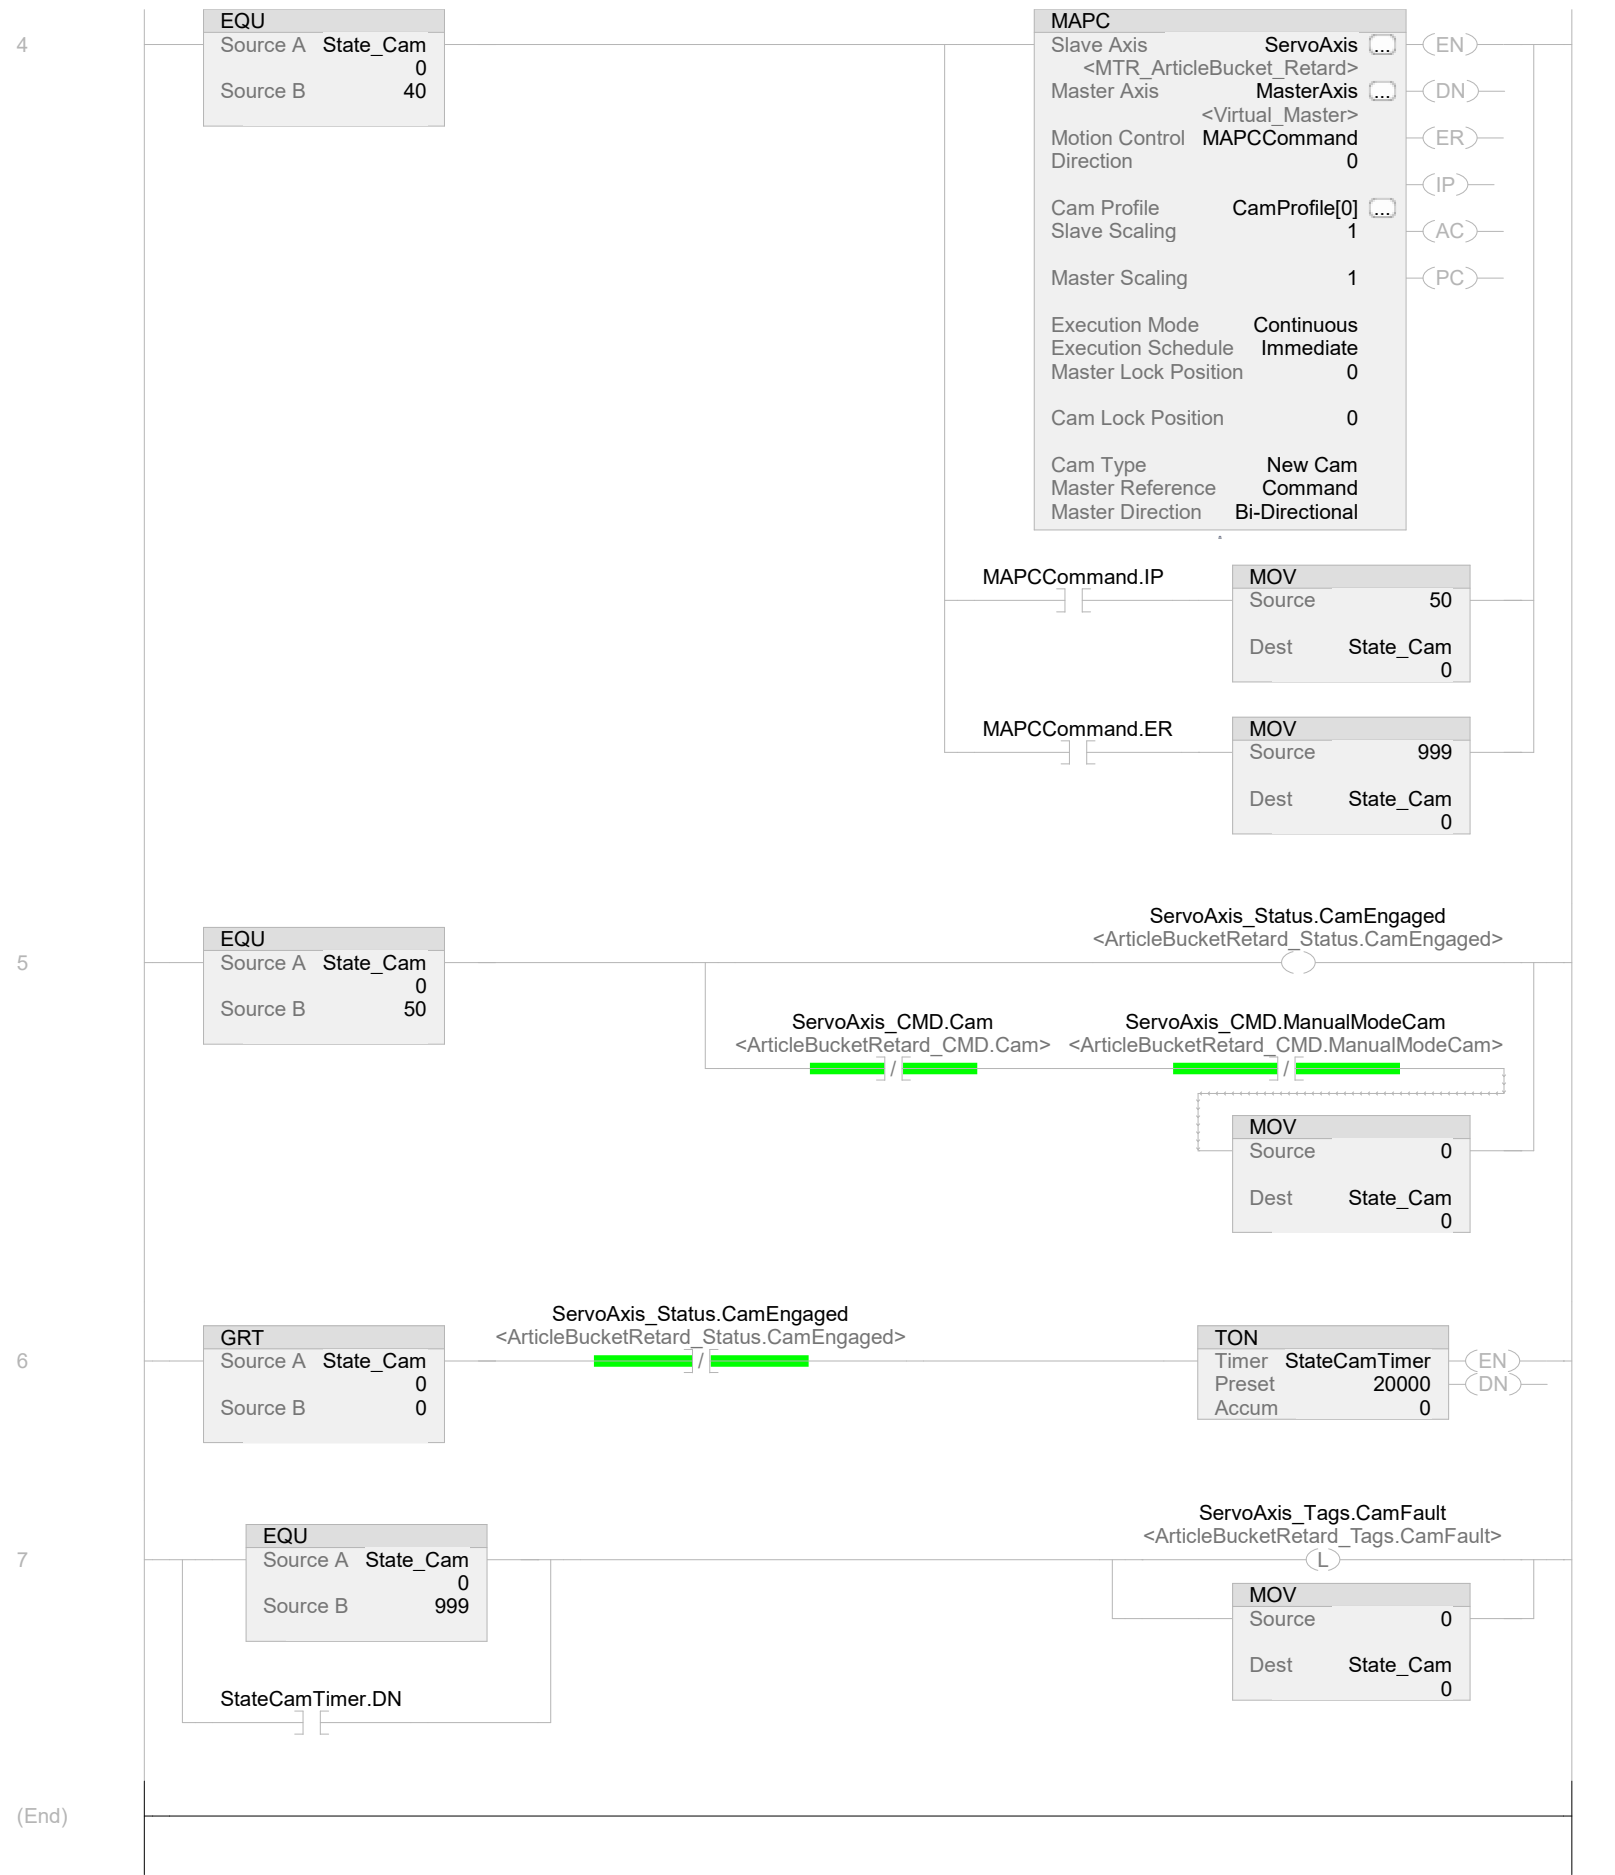 4
EQU
Source A State_Cam
0
Source B 40
MAPC
Slave Axis ServoAxis ...
<MTR_ArticleBucket_Retard>
Master Axis MasterAxis ...
<Virtual_Master>
Motion Control MAPCCommand
Direction 0
Cam Profile CamProfile[0] ...
Slave Scaling 1
Master Scaling 1
Execution Mode Continuous
Execution Schedule Immediate
Master Lock Position 0
Cam Lock Position 0
Cam Type New Cam
Master Reference Command
Master Direction Bi-Directional
EN
DN
ER
IP
AC
PC
MAPCCommand.IP
MOV
Source 50
Dest State_Cam
0
MAPCCommand.ER
MOV
Source 999
Dest State_Cam
0
5
EQU
Source A State_Cam
0
Source B 50
ServoAxis_Status.CamEngaged
<ArticleBucketRetard_Status.CamEngaged>
ServoAxis_CMD.Cam
<ArticleBucketRetard_CMD.Cam>
/
ServoAxis_CMD.ManualModeCam
<ArticleBucketRetard_CMD.ManualModeCam>
/
MOV
Source 0
Dest State_Cam
0
6
GRT
Source A State_Cam
0
Source B 0
ServoAxis_Status.CamEngaged
<ArticleBucketRetard_Status.CamEngaged>
/
TON
Timer StateCamTimer
Preset 20000
Accum 0
EN
DN
7
EQU
Source A State_Cam
0
Source B 999
StateCamTimer.DN
ServoAxis_Tags.CamFault
<ArticleBucketRetard_Tags.CamFault>
L
MOV
Source 0
Dest State_Cam
0
(End)